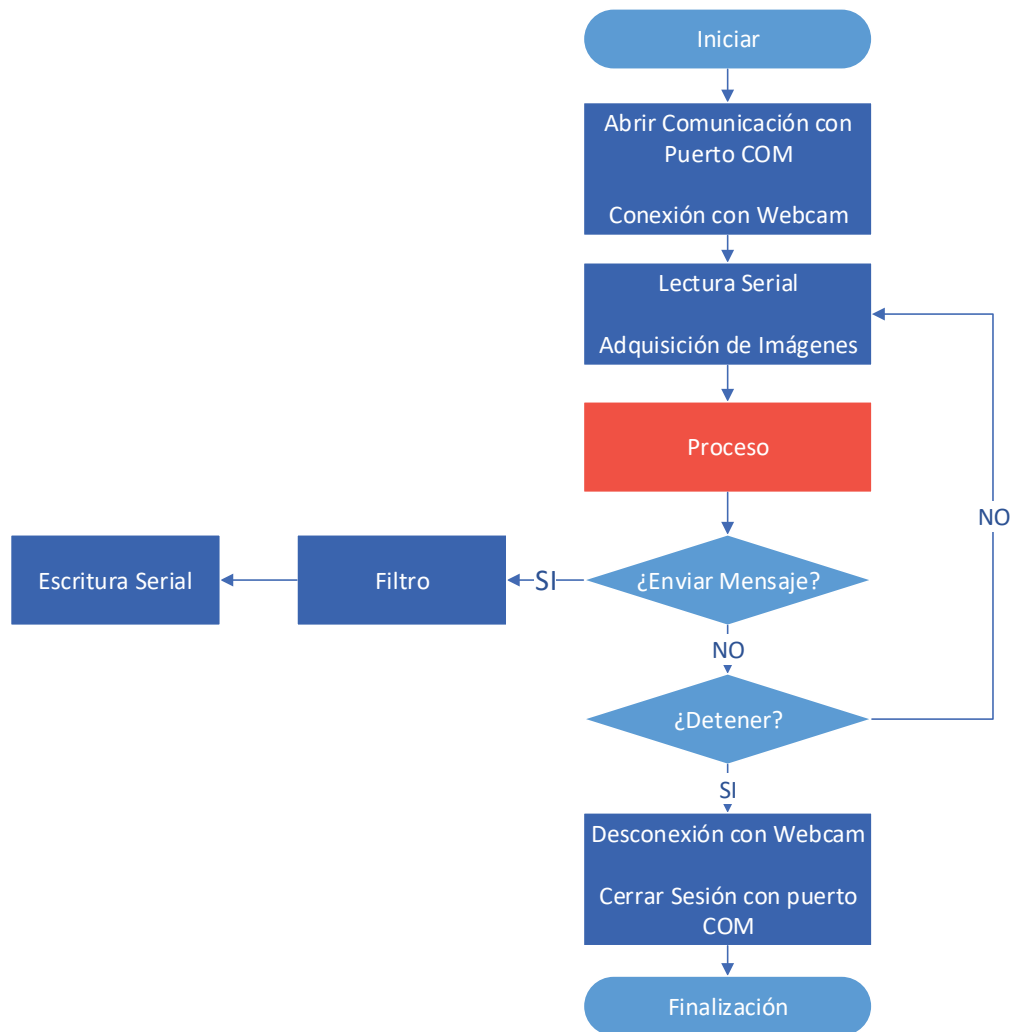 Iniciar
Abrir Comunicación con
Puerto COM
Conexión con Webcam
Lectura Serial
Adquisición de Imágenes
Proceso
NO
Escritura Serial
Filtro
SI
¿Enviar Mensaje?
NO
¿Detener?
SI
Desconexión con Webcam
Cerrar Sesión con puerto
COM
Finalización